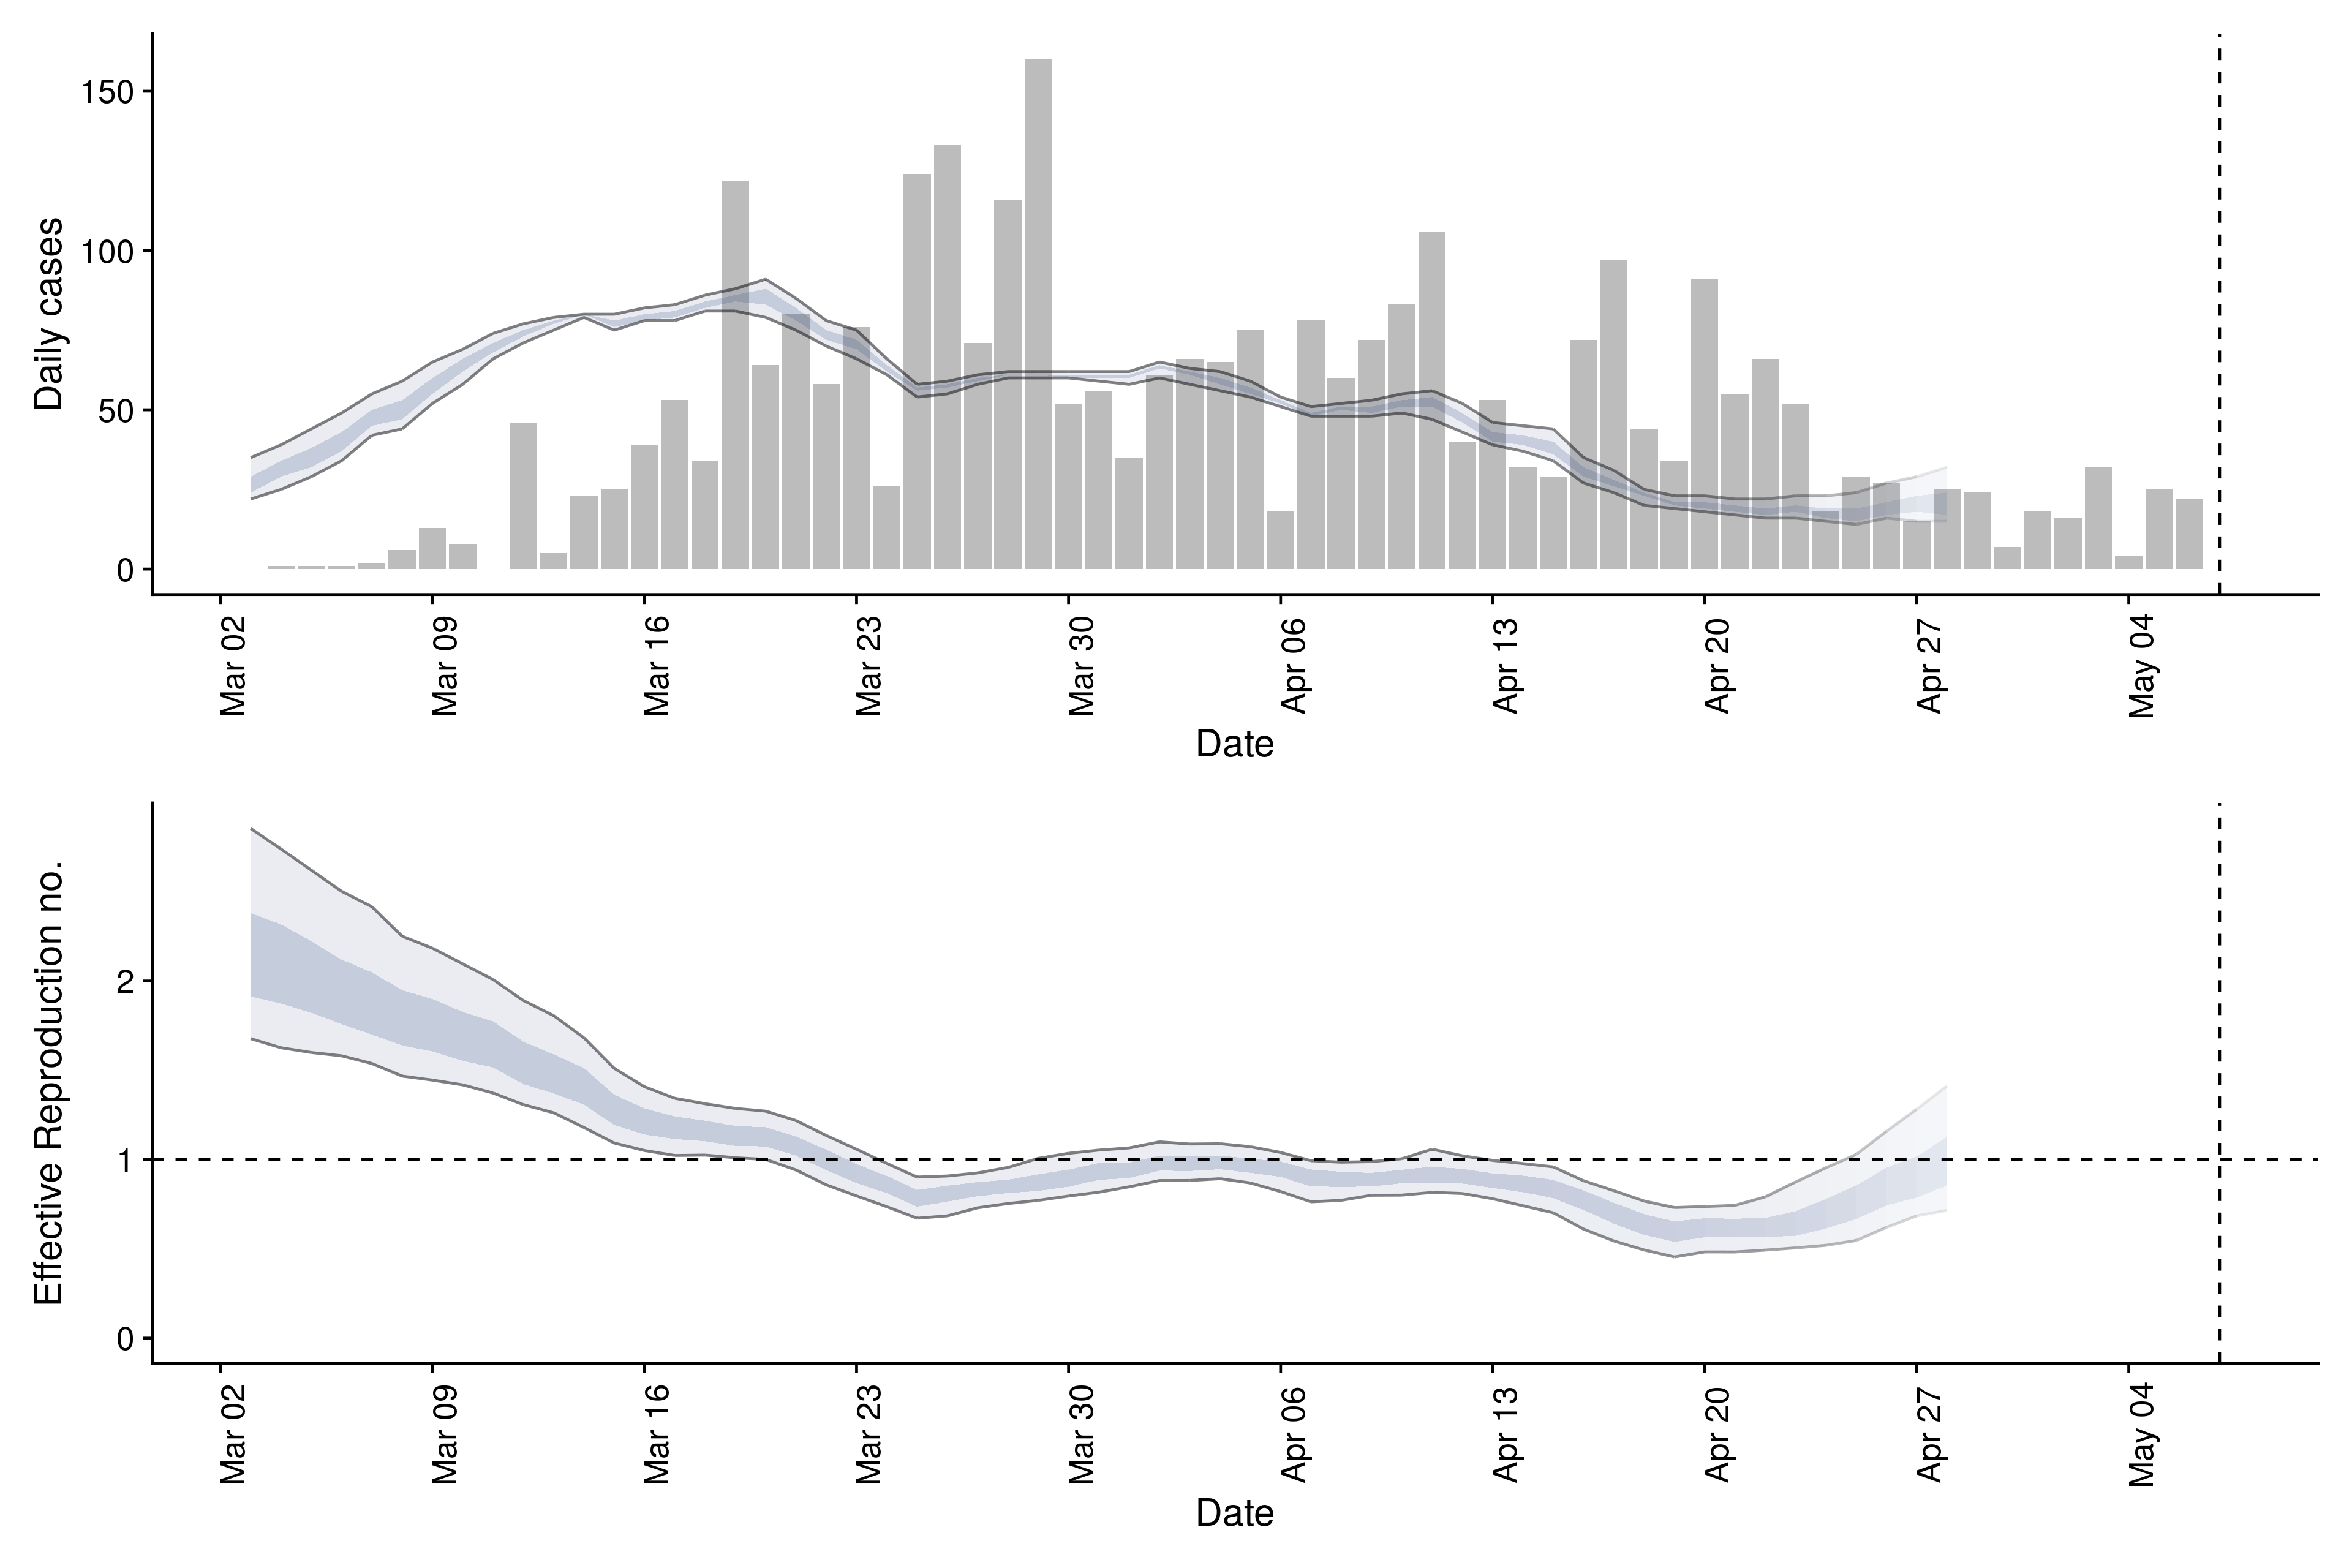 Daily cases
150
100
50
0
Mar 02
Mar 09
Mar 16
Mar 23
Mar 30
Apr 06
Apr 13
Apr 20
Apr 27
May 04
Date
Effective Reproduction no.
2
1
0
Mar 02
Mar 09
Mar 16
Mar 23
Mar 30
Apr 06
Apr 13
Apr 20
Apr 27
May 04
Date